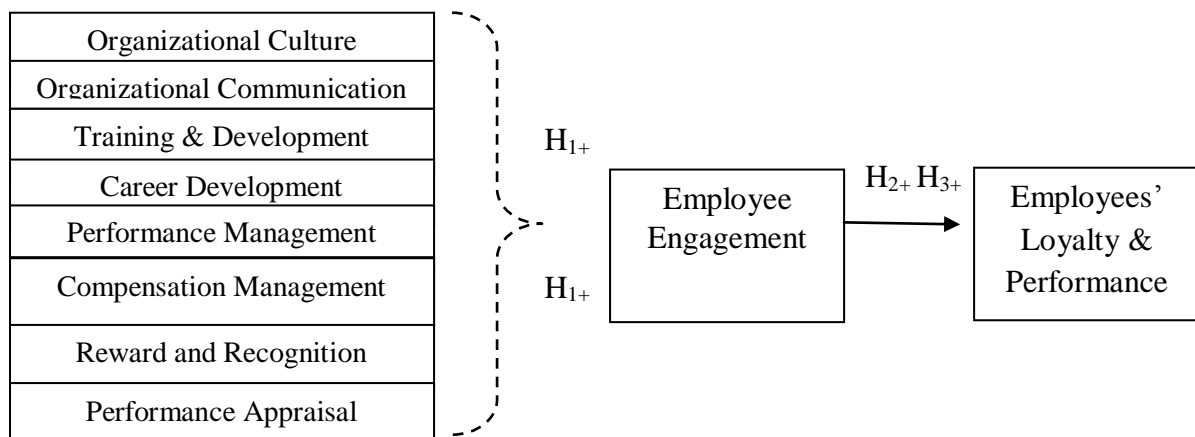 Organizational Culture
Organizational Communication
Training & Development
Career Development
Performance Management
Compensation Management
Reward and Recognition
Performance Appraisal
H1+
H1+
Employee
Engagement
H2+ H3+
Employees’
Loyalty &
Performance